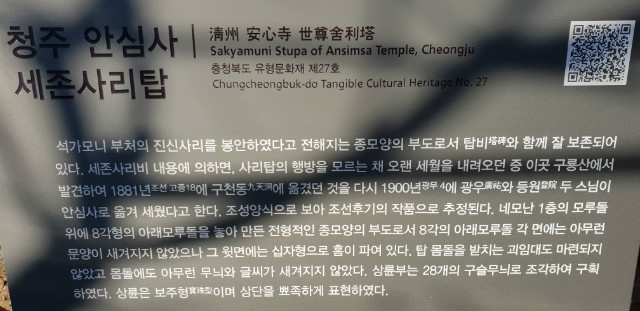 청주 안심사
세존사리탑
淸州 安心寺 世尊舍利塔
Sakyamuni Stupa of Ansimsa Temple, Cheongju
충청북도 유형문화재 제27호
Chungcheongbuk-do Tangible Cultural Heritage No. 27
석가모니 부처의 진신사리를 봉안하였다고 전해지는 종모양의 부도로서 탑비塔碑와 함께 잘 보존되어
있다. 세존사리비 내용에 의하면, 사리탑의 행방을 모르는 채 오랜 세월을 내려오던 중 이곳 구룡산에서
발견하여 1881년조선 고종18에 구천동九天洞에 옮겼던 것을 다시 1900년광무 4에 광우廣祐와 등원登院 두 스님이
안심사로 옮겨 세웠다고 한다. 조성양식으로 보아 조선후기의 작품으로 추정된다. 네모난 1층의 모루돌
위에 8각형의 아래모루돌을 놓아 만든 전형적인 종모양의 부도로서 8각의 아래모루돌 각 면에는 아무런
문양이 새겨지지 않았으나 그 윗면에는 십자형으로 홈이 파여 있다. 탑 몸돌을 받치는 굄임대도 마련되지
않았고 몸돌에도 아무런 무늬와 글씨가 새겨지지 않았다. 상륜부는 28개의 구슬무늬로 조각하여 구획
하였다. 상륜은 보주형寶珠型이며 상단을 뾰족하게 표현하였다.